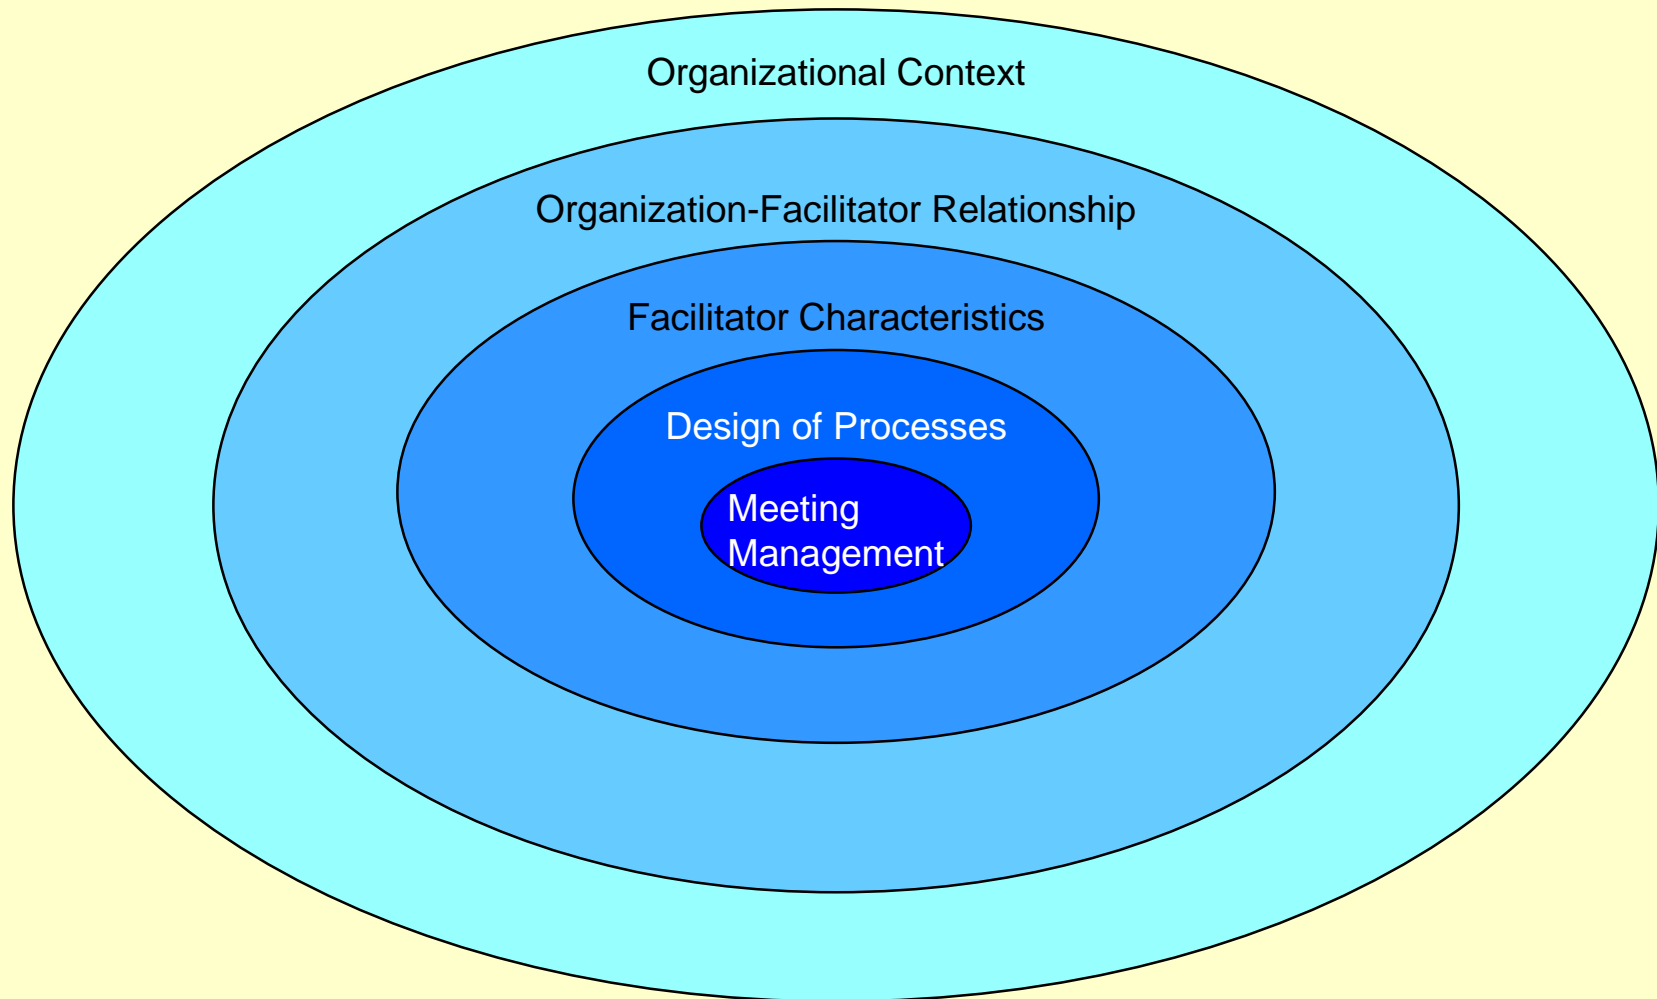 Organizational Context
Organization-Facilitator Relationship
Facilitator Characteristics
Design of Processes
Meeting
Management